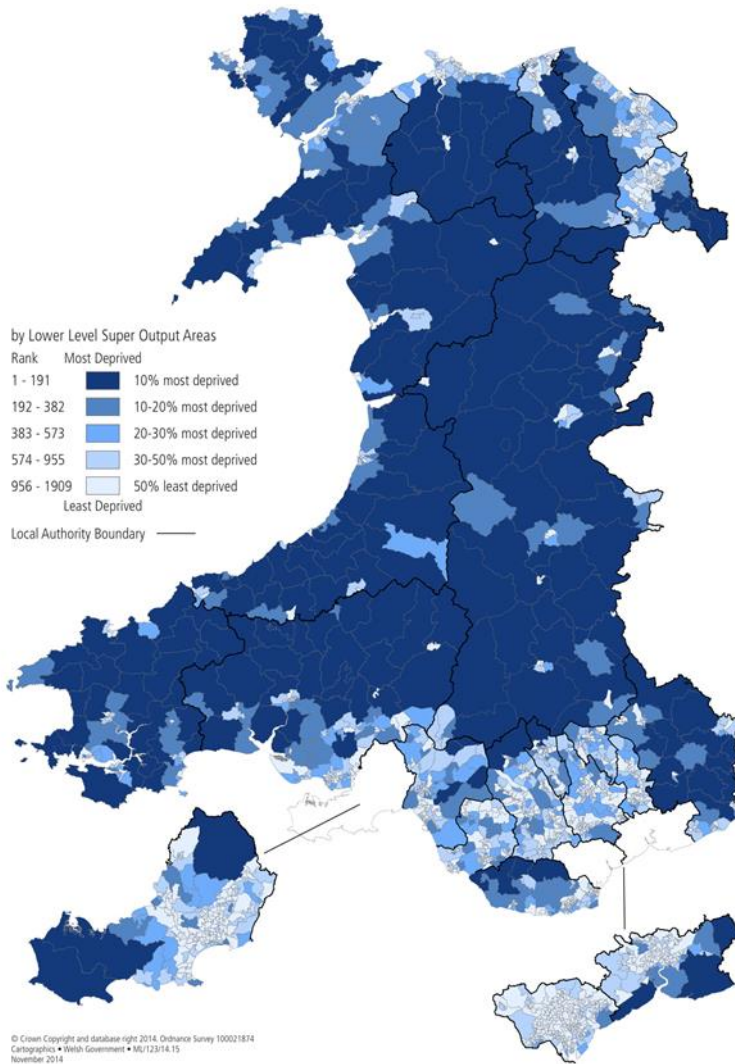 by Lower Level Super Output Areas
Rank Most Deprived
1 - 191 10% most deprived
192 - 382 10-20% most deprived
383 - 573 20-30% most deprived
574 - 955 30-50% most deprived
956 - 1909 50% least deprived
Least Deprived
Local Authority Boundary
© Crown Copyright and database right 2014. Ordnance Survey 100021874
Cartographics • Welsh Government • ML/123/14.15
November 2014